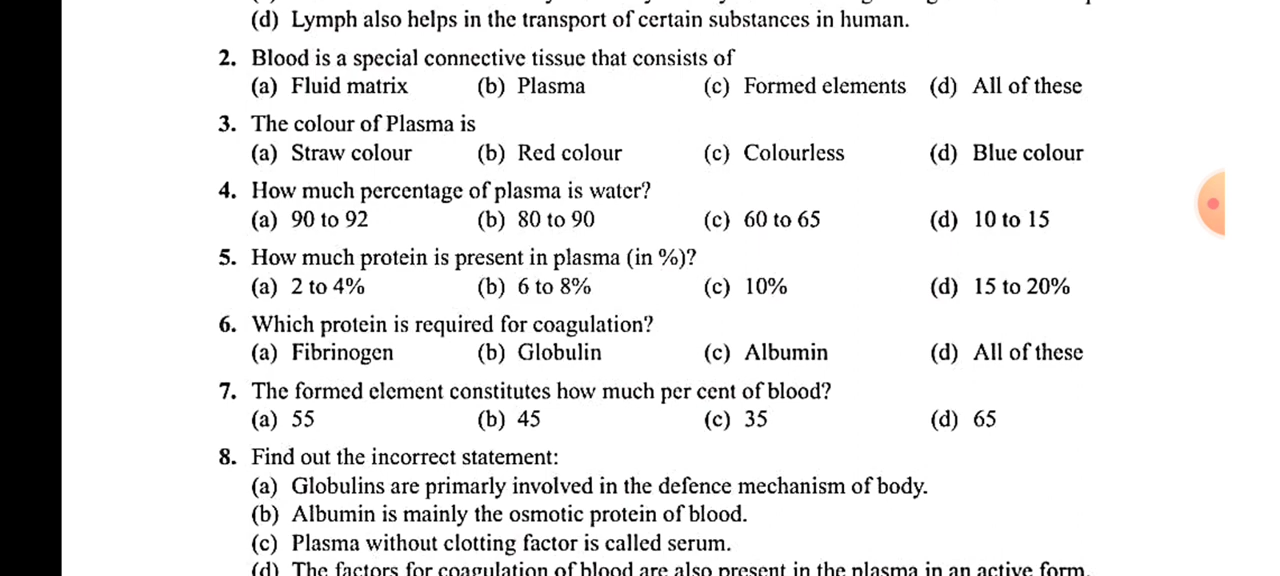 (d) Lymph also helps in the transport of certain substances in human.
2. Blood is a special connective tissue that consists of
(a) Fluid matrix (b) Plasma (c) Formed elements (d) All of these
3. The colour of Plasma is
(a) Straw colour (b) Red colour (c) Colourless (d) Blue colour
4. How much percentage of plasma is water?
(a) 90 to 92 (b) 80 to 90 (c) 60 to 65 (d) 10 to 15
5. How much protein is present in plasma (in %)?
(a) 2 to 4% (b) 6 to 8% (c) 10% (d) 15 to 20%
6. Which protein is required for coagulation?
(a) Fibrinogen (b) Globulin (c) Albumin (d) All of these
7. The formed element constitutes how much per cent of blood?
(a) 55 (b) 45 (c) 35 (d) 65
8. Find out the incorrect statement:
(a) Globulins are primarly involved in the defence mechanism of body.
(b) Albumin is mainly the osmotic protein of blood.
(c) Plasma without clotting factor is called serum.
(d) The factors for coagulation of blood are also present in the plasma in an active form.